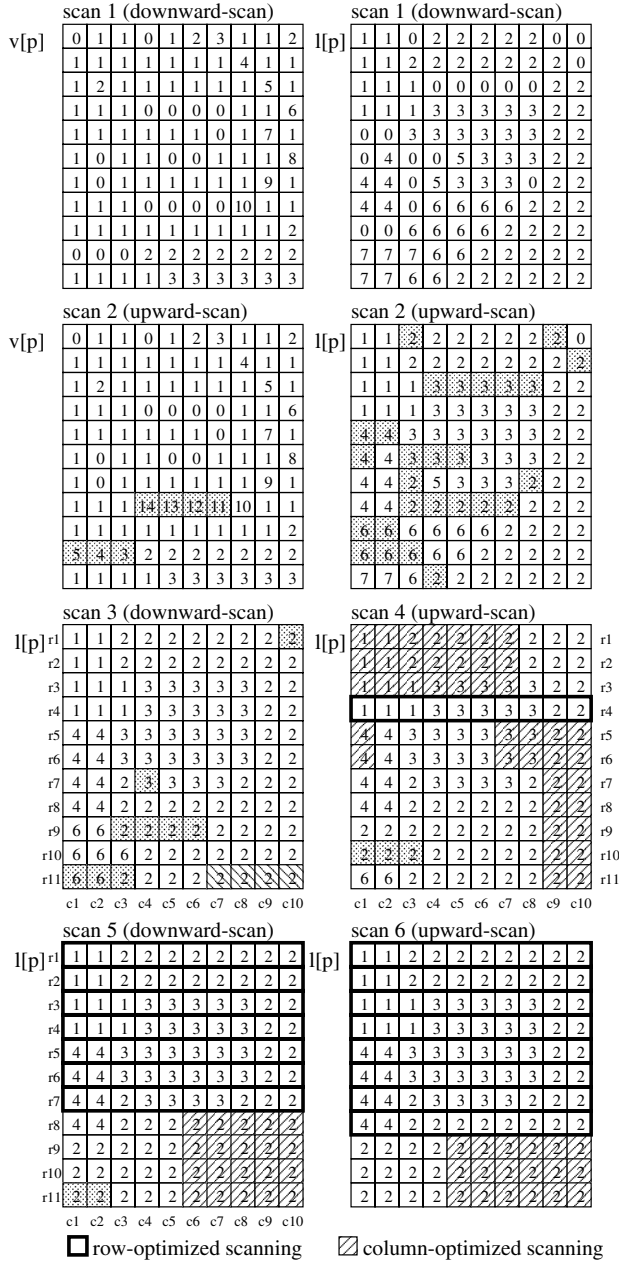 scan 1 (downward-scan)
v[p]
0 1 1 0 1 2 3 1 1 2
1 1 1 1 1 1 1 4 1 1
1 2 1 1 1 1 1 1 5 1
1 1 1 0 0 0 0 1 1 6
1 1 1 1 1 1 0 1 7 1
1 0 1 1 0 0 1 1 1 8
1 0 1 1 1 1 1 1 9 1
1 1 1 0 0 0 0 10 1 1
1 1 1 1 1 1 1 1 1 2
0 0 0 2 2 2 2 2 2 2
1 1 1 1 3 3 3 3 3 3
scan 1 (downward-scan)
l[p]
1 1 0 2 2 2 2 2 0 0
1 1 2 2 2 2 2 2 2 0
1 1 1 0 0 0 0 0 2 2
1 1 1 3 3 3 3 3 2 2
0 0 3 3 3 3 3 3 2 2
0 4 0 0 5 3 3 3 2 2
4 4 0 5 3 3 3 0 2 2
4 4 0 6 6 6 6 2 2 2
0 0 6 6 6 6 2 2 2 2
7 7 7 6 6 2 2 2 2 2
7 7 6 6 2 2 2 2 2 2
scan 2 (upward-scan)
v[p]
0 1 1 0 1 2 3 1 1 2
1 1 1 1 1 1 1 4 1 1
1 2 1 1 1 1 1 1 5 1
1 1 1 0 0 0 0 1 1 6
1 1 1 1 1 1 0 1 7 1
1 0 1 1 0 0 1 1 1 8
1 0 1 1 1 1 1 1 9 1
1 1 1 14 13 12 11 10 1 1
1 1 1 1 1 1 1 1 1 2
5 4 3 2 2 2 2 2 2 2
1 1 1 1 3 3 3 3 3 3
scan 2 (upward-scan)
l[p]
1 1 2 2 2 2 2 2 2 0
1 1 2 2 2 2 2 2 2 2
1 1 1 3 3 3 3 3 2 2
1 1 1 3 3 3 3 3 2 2
4 4 3 3 3 3 3 3 2 2
4 4 3 3 3 3 3 3 2 2
4 4 2 5 3 3 3 2 2 2
4 4 2 2 2 2 2 2 2 2
6 6 6 6 6 6 2 2 2 2
6 6 6 6 2 2 2 2 2 2
7 7 6 2 2 2 2 2 2 2
scan 3 (downward-scan)
l[p]
r1 1 1 2 2 2 2 2 2 2 2
r2 1 1 2 2 2 2 2 2 2 2
r3 1 1 1 3 3 3 3 3 2 2
r4 1 1 1 3 3 3 3 3 2 2
r5 4 4 3 3 3 3 3 3 2 2
r6 4 4 3 3 3 3 3 3 2 2
r7 4 4 2 3 3 3 3 2 2 2
r8 4 4 2 2 2 2 2 2 2 2
r9 6 6 2 2 2 2 2 2 2 2
r10 6 6 6 2 2 2 2 2 2 2
r11 6 6 2 2 2 2 2 2 2 2
c1 c2 c3 c4 c5 c6 c7 c8 c9 c10
scan 4 (upward-scan)
l[p]
1 1 2 2 2 2 2 2 2 2 r1
1 1 2 2 2 2 2 2 2 2 r2
1 1 1 3 3 3 3 3 2 2 r3
1 1 1 3 3 3 3 3 2 2 r4
4 4 3 3 3 3 3 3 2 2 r5
4 4 3 3 3 3 3 3 2 2 r6
4 4 2 3 3 3 3 2 2 2 r7
4 4 2 2 2 2 2 2 2 2 r8
2 2 2 2 2 2 2 2 2 2 r9
2 2 2 2 2 2 2 2 2 2 r10
6 6 2 2 2 2 2 2 2 2 r11
c1 c2 c3 c4 c5 c6 c7 c8 c9 c10
scan 5 (downward-scan)
l[p]
r1 1 1 2 2 2 2 2 2 2 2
r2 1 1 2 2 2 2 2 2 2 2
r3 1 1 1 3 3 3 3 3 2 2
r4 1 1 1 3 3 3 3 3 2 2
r5 4 4 3 3 3 3 3 3 2 2
r6 4 4 3 3 3 3 3 3 2 2
r7 4 4 2 3 3 3 3 2 2 2
r8 4 4 2 2 2 2 2 2 2 2
r9 2 2 2 2 2 2 2 2 2 2
r10 2 2 2 2 2 2 2 2 2 2
r11 2 2 2 2 2 2 2 2 2 2
c1 c2 c3 c4 c5 c6 c7 c8 c9 c10
scan 6 (upward-scan)
l[p]
1 1 2 2 2 2 2 2 2 2
1 1 2 2 2 2 2 2 2 2
1 1 1 3 3 3 3 3 2 2
1 1 1 3 3 3 3 3 2 2
4 4 3 3 3 3 3 3 2 2
4 4 3 3 3 3 3 3 2 2
4 4 2 3 3 3 3 2 2 2
4 4 2 2 2 2 2 2 2 2
2 2 2 2 2 2 2 2 2 2
2 2 2 2 2 2 2 2 2 2
2 2 2 2 2 2 2 2 2 2
row-optimized scanning
column-optimized scanning